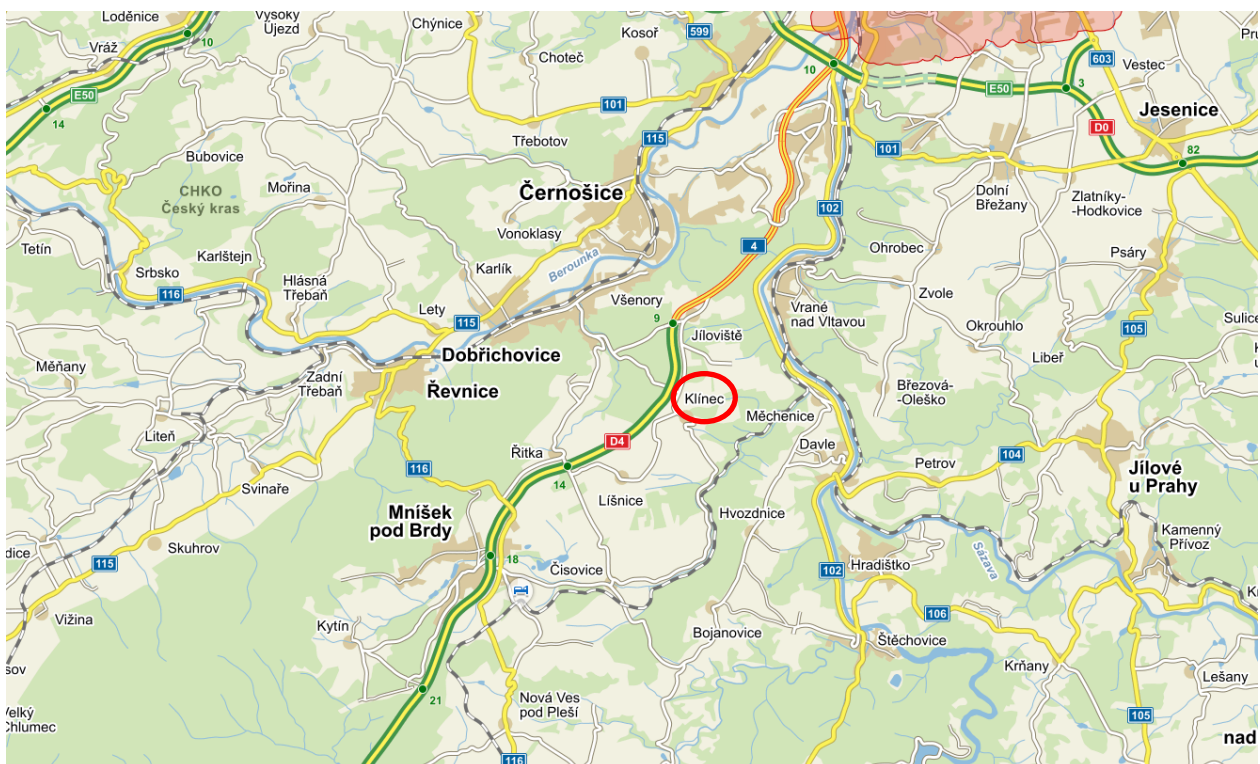 Loděnice
10
Vysoký
Újezd
Chýnice
Kosoř
599
Vráž
Choteč
10
603
Vestec
E50
E50
3
14
101
Jesenice
D0
Třebotov
115
101
82
Bubovice
CHKO
Český kras
Mořina
Černošice
Dolní
Břežany
Zlatníky-
-Hodkovice
102
Vonoklasy
4
Tetín
Karlštejn
Berounka
Ohrobec
Psáry
Srbsko
116
Hlásná
Třebaň
Karlík
Zvole
Všenory
Vrané
nad Vltavou
Lety
115
9
Jíloviště
Okrouhlo
105
Sulice
Libeř
Dobřichovice
Měňany
Zadní
Třebaň
Řevnice
Klínec
Březová-
-Oleško
Měchenice
Liteň
D4
Davle
Řitka
104
116
Petrov
14
Jílové
u Prahy
Svinaře
Líšnice
Mníšek
pod Brdy
Hvozdnice
Kamenný
Přívoz
Skuhrov
18
Sázava
115
Čisovice
102
Hradištko
106
Vižina
Kytín
Bojanovice
Štěchovice
Krňany
Lešany
21
Nová Ves
pod Pleší
105
Velký
Chlumec
nad
116